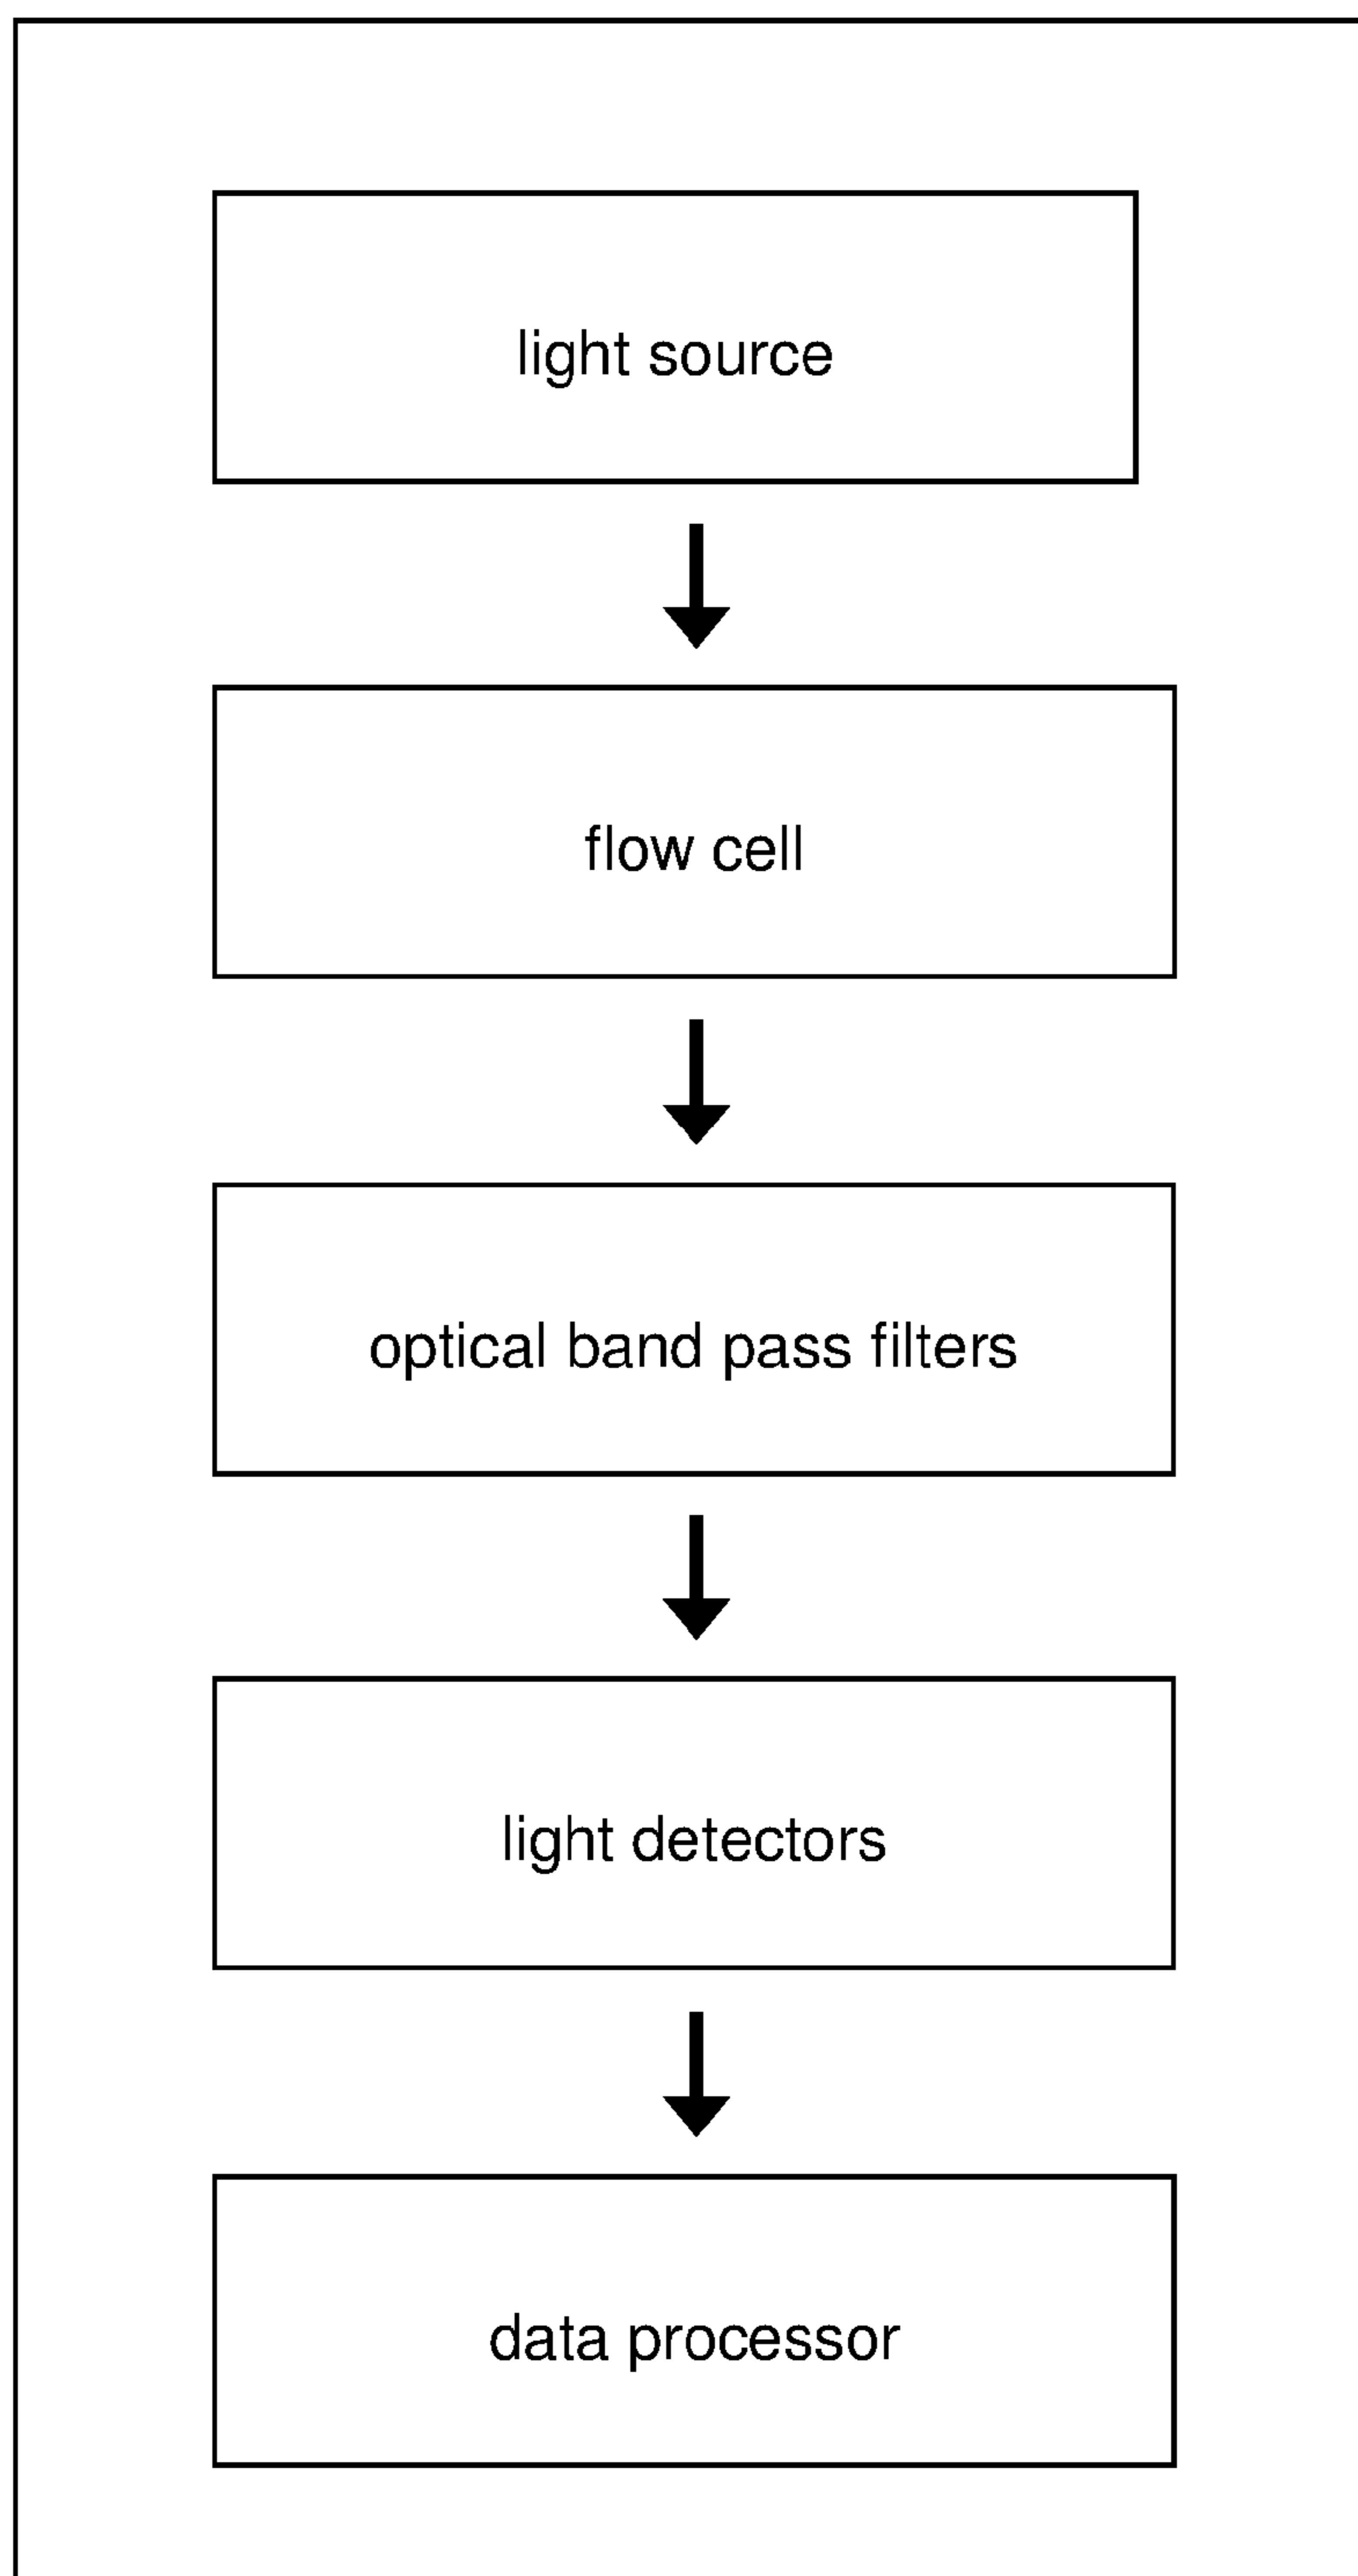 light source
flow cell
optical band pass filters
light detectors
data processor